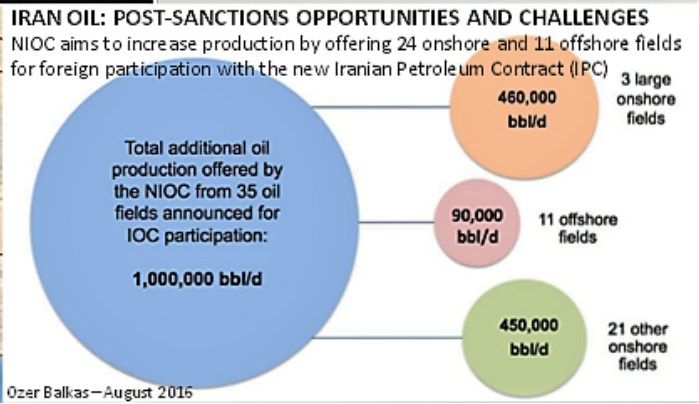 IRAN OIL: POST-SANCTIONS OPPORTUNITIES AND CHALLENGES
NIOC aims to increase production by offering 24 onshore and 11 offshore fields
for foreign participation with the new Iranian Petroleum Contract (IPC)
Total additional oil
production offered by
the NIOC from 35 oil
fields announced for
IOC participation:
1,000,000 bbl/d
460,000
bbl/d
3 large
onshore
fields
90,000
bbl/d
11 offshore
fields
450,000
bbl/d
21 other
onshore
fields
Ozer Balkas—August 2016